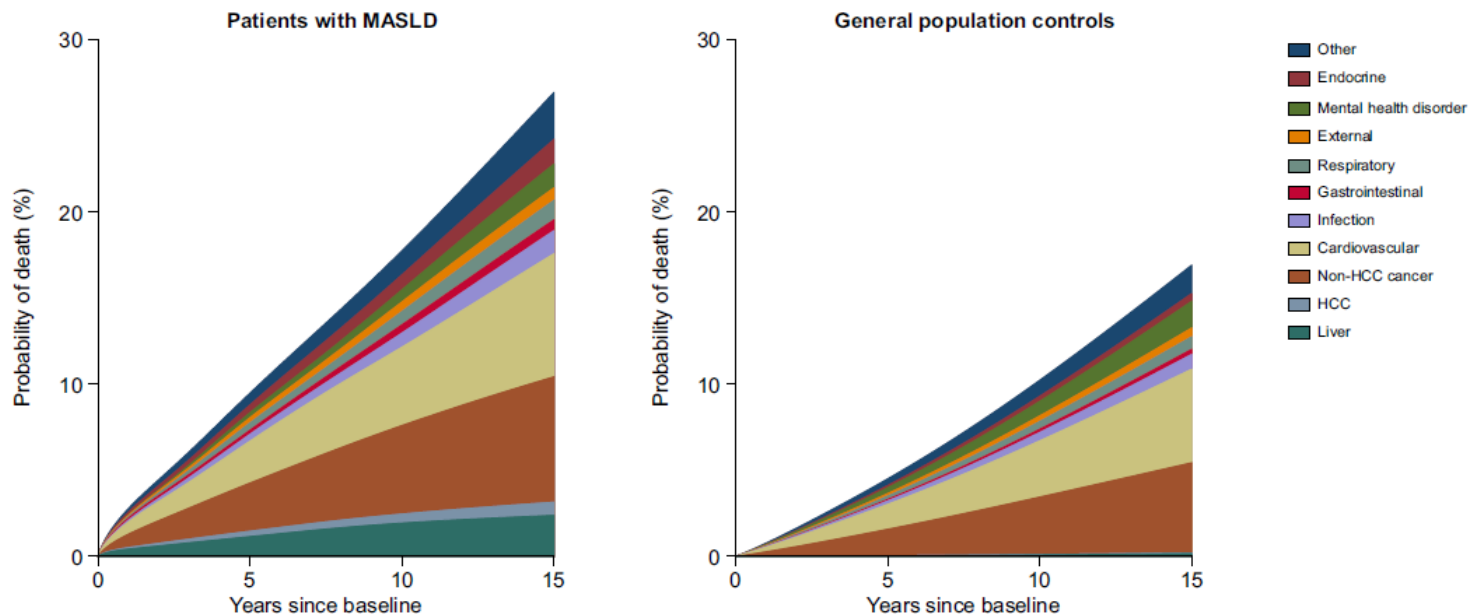 Patients with MASLD
30
20
10
0
0 5 10 15
Probability of death (%)
Years since baseline
General population controls
30
20
10
0
0 5 10 15
Probability of death (%)
Years since baseline
Other
Endocrine
Mental health disorder
External
Respiratory
Gastrointestinal
Infection
Cardiovascular
Non-HCC cancer
HCC
Liver